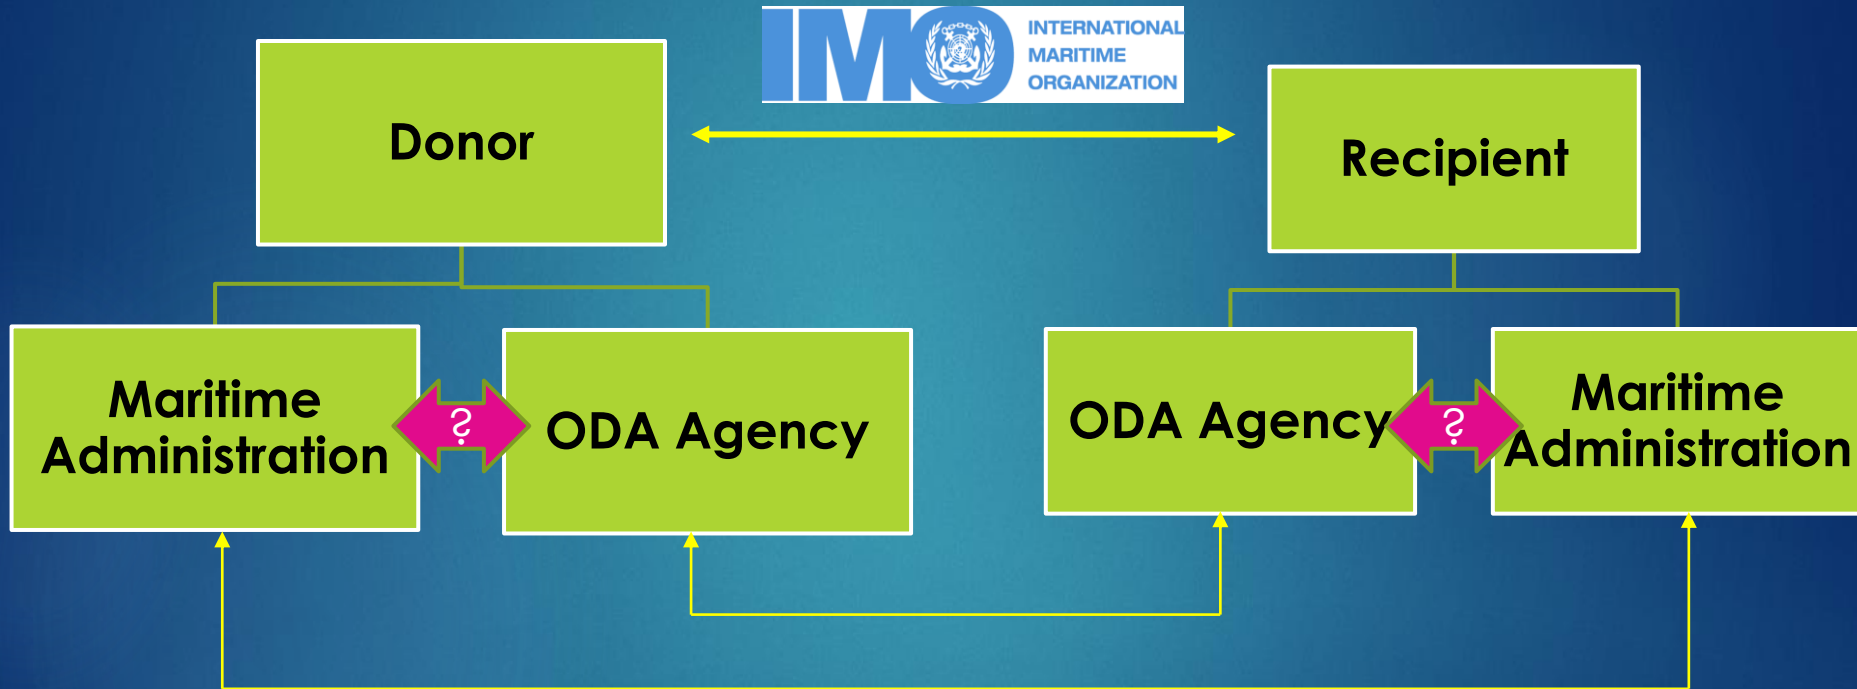 IMO
INTERNATIONAL
MARITIME
ORGANIZATION
Donor
Recipient
Maritime
Administration
?
ODA Agency
ODA Agency
?
Maritime
Administration